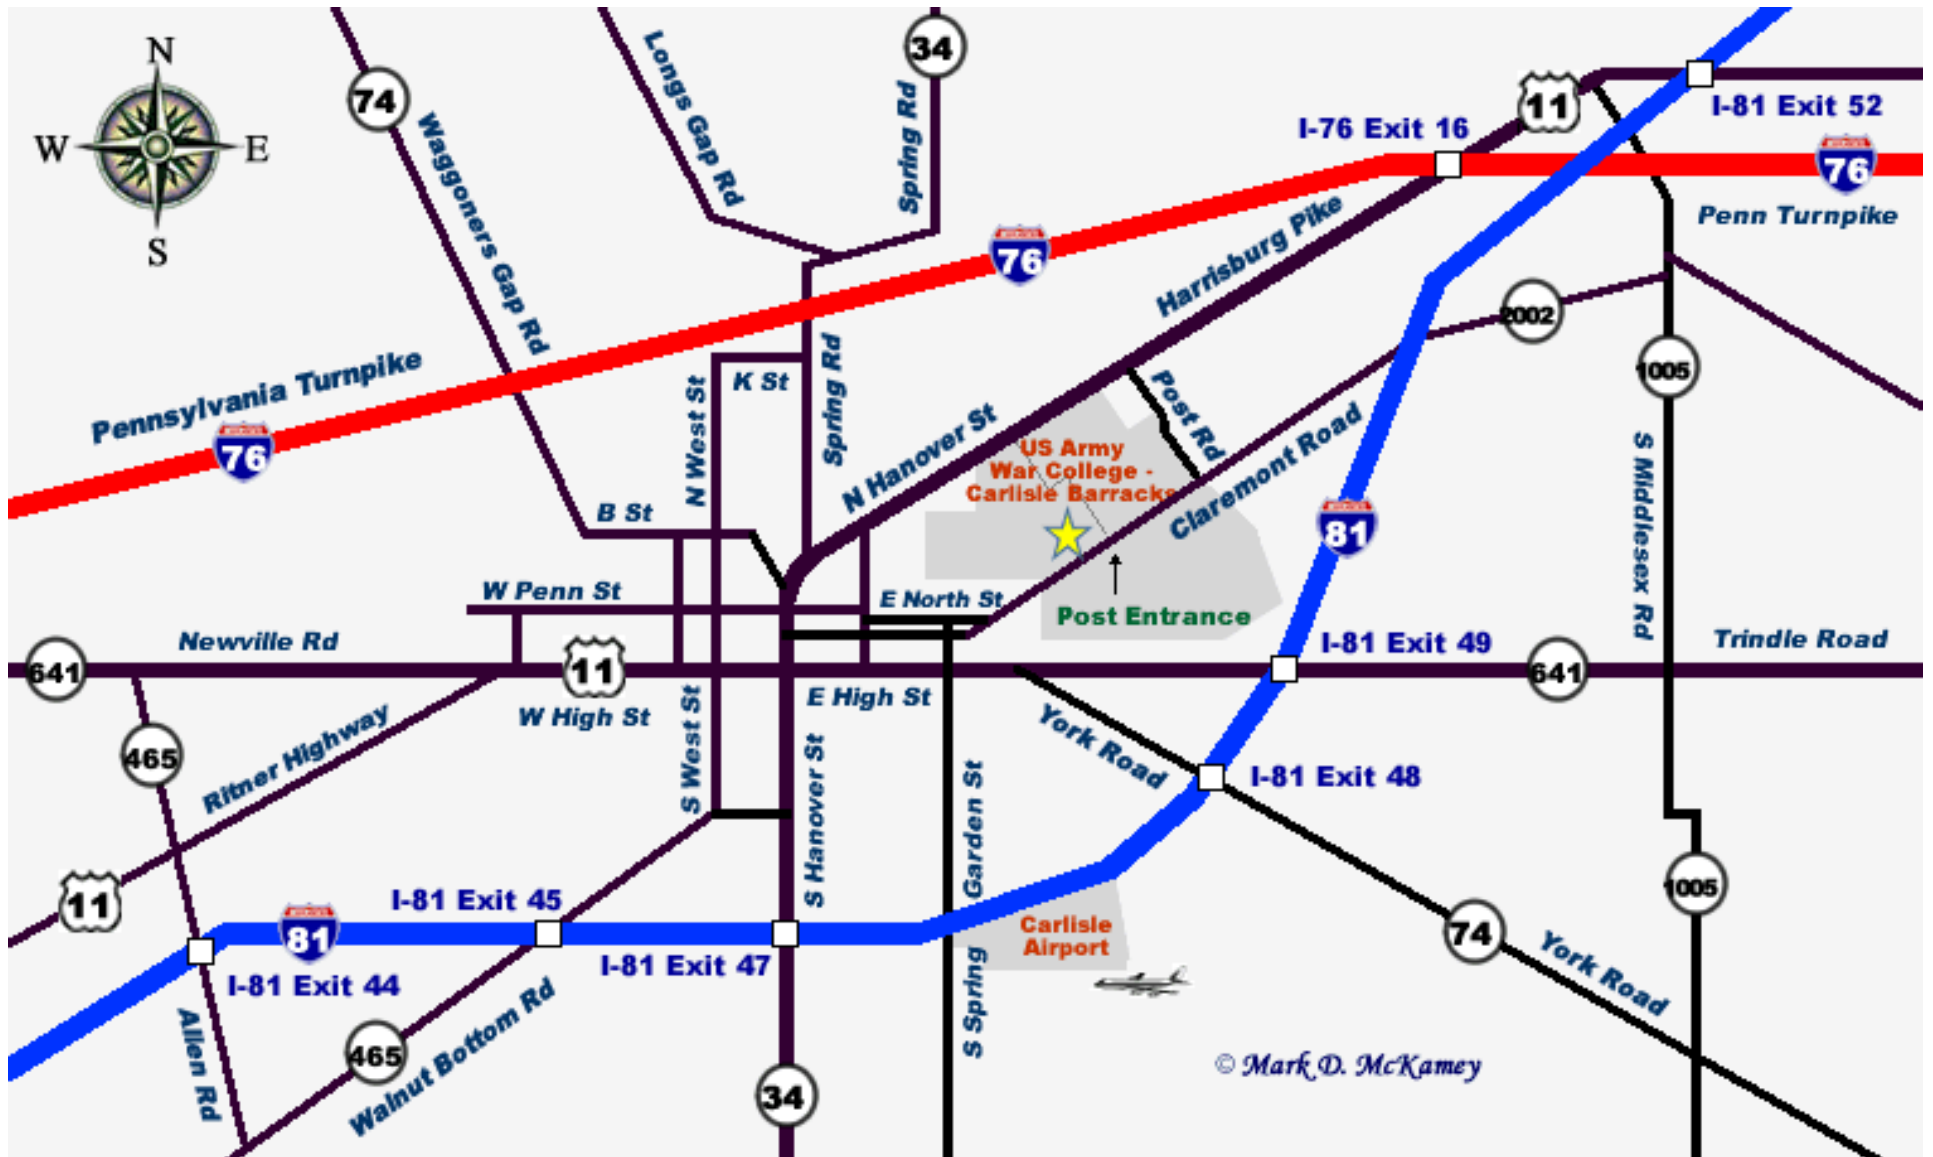 N
W
E
S
74
Waggoners Gap Rd
Longs Gap Rd
34
Spring Rd
I-76 Exit 16
11
I-81 Exit 52
76
Penn Turnpike
76
Harrisburg Pike
Pennsylvania Turnpike
76
2002
1005
K St
N West St
Spring Rd
N Hanover St
Post Rd
US Army
War College -
Carlisle Barracks
Claremont Road
81
S Middlesex Rd
B St
W Penn St
E North St
Post Entrance
I-81 Exit 49
Trindle Road
Newville Rd
641
11
641
W High St
E High St
465
Ritner Highway
S West St
S Hanover St
York Road
I-81 Exit 48
S Spring Garden St
11
I-81 Exit 45
81
I-81 Exit 47
I-81 Exit 44
Carlisle
Airport
1005
74
York Road
Allen Rd
465
Walnut Bottom Rd
34
© Mark D. McKamey